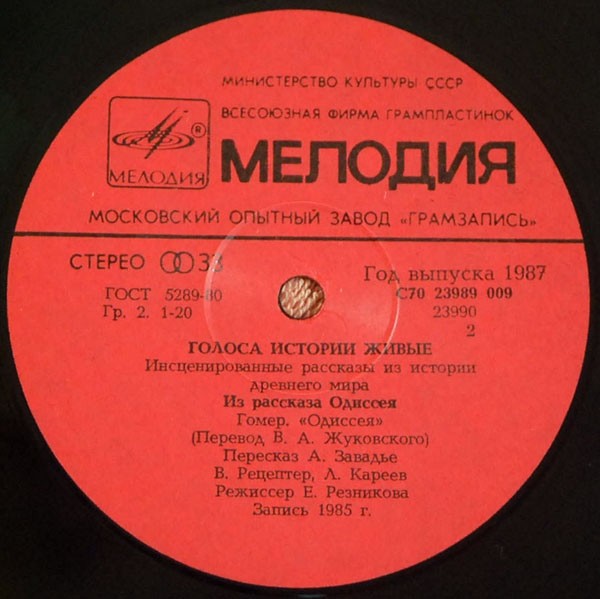 МИНИСТЕРСТВО КУЛЬТУРЫ СССР
ВСЕСОЮЗНАЯ ФИРМА ГРАМПЛАСТИНОК
®
МЕЛОДИЯ
МЕЛОДИЯ
МОСКОВСКИЙ ОПЫТНЫЙ ЗАВОД «ГРАМЗАПИСЬ»
СТЕРЕО 33
Год выпуска 1987
ГОСТ 5289-80
С70 23989 009
Гр. 2. 1-20
23990
2
ГОЛОСА ИСТОРИИ ЖИВЫЕ
Инсценированные рассказы из истории
древнего мира
Из рассказа Одиссея
Гомер. «Одиссея»
(Перевод В. А. Жуковского)
Пересказ А. Завадье
В. Рецептер, Л. Кареев
Режиссер Е. Резникова
Запись 1985 г.